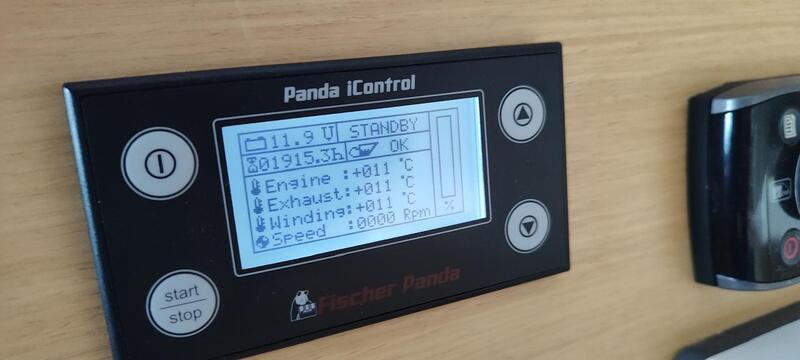 Panda iControl
11.9 V STANDBY
01915.3h OK
Engine :+011 °C
Exhaust:+011 °C
Winding:+011 °C
Speed :0000 Rpm
%
start
stop
Fischer Panda